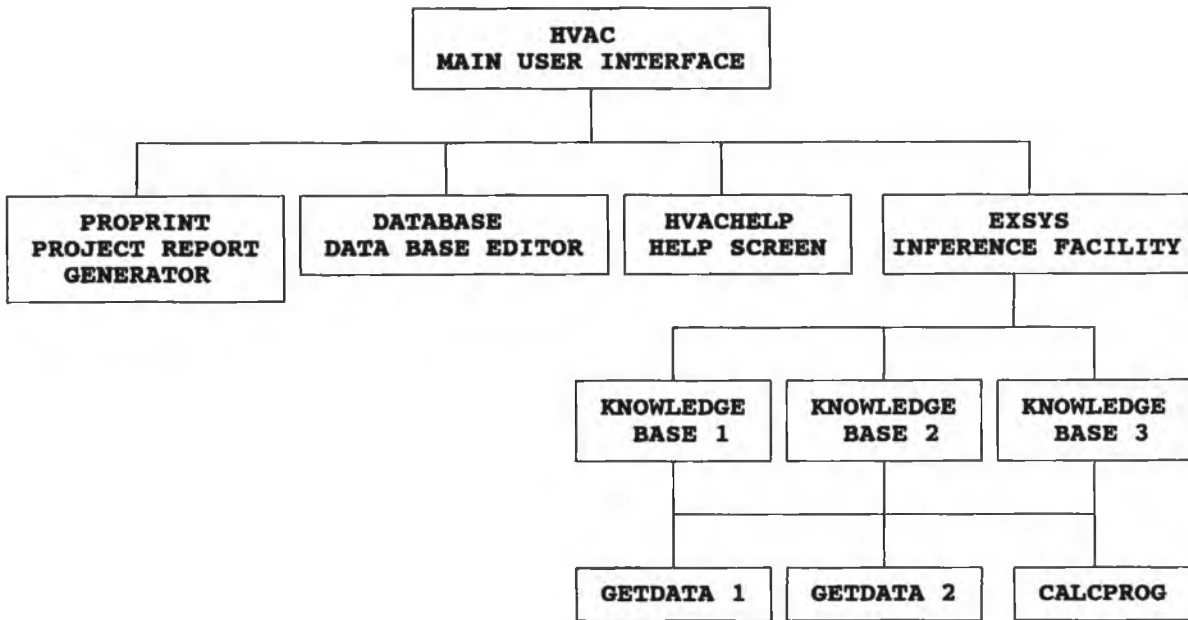 HVAC
MAIN USER INTERFACE
PROPRINT
PROJECT REPORT
GENERATOR
DATABASE
DATA BASE EDITOR
HVACHELP
HELP SCREEN
EXSYS
INFERENCE FACILITY
KNOWLEDGE
BASE 1
KNOWLEDGE
BASE 2
KNOWLEDGE
BASE 3
GETDATA 1
GETDATA 2
CALCPROG